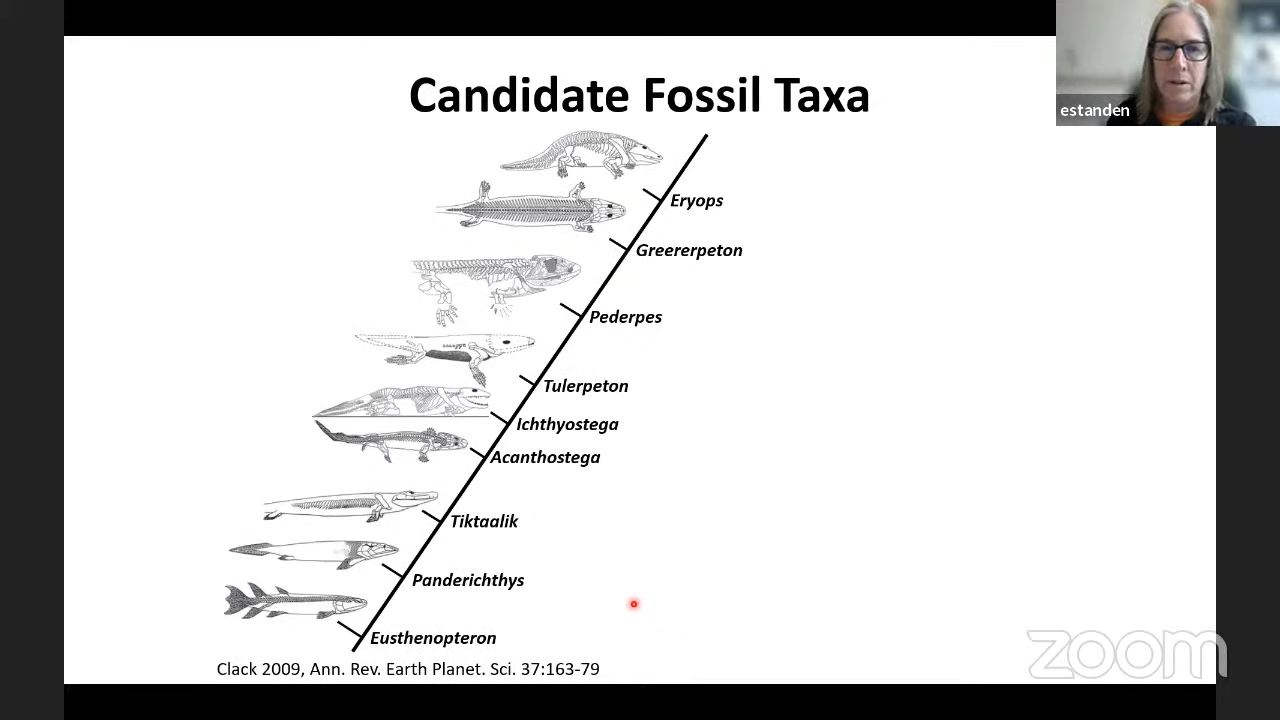 Candidate Fossil Taxa
estanden
Eryops
Greererpeton
Pederpes
Tulerpeton
Ichthyostega
Acanthostega
Tiktaalik
Panderichthys
Eusthenopteron
Clack 2009, Ann. Rev. Earth Planet. Sci. 37:163-79
zoom